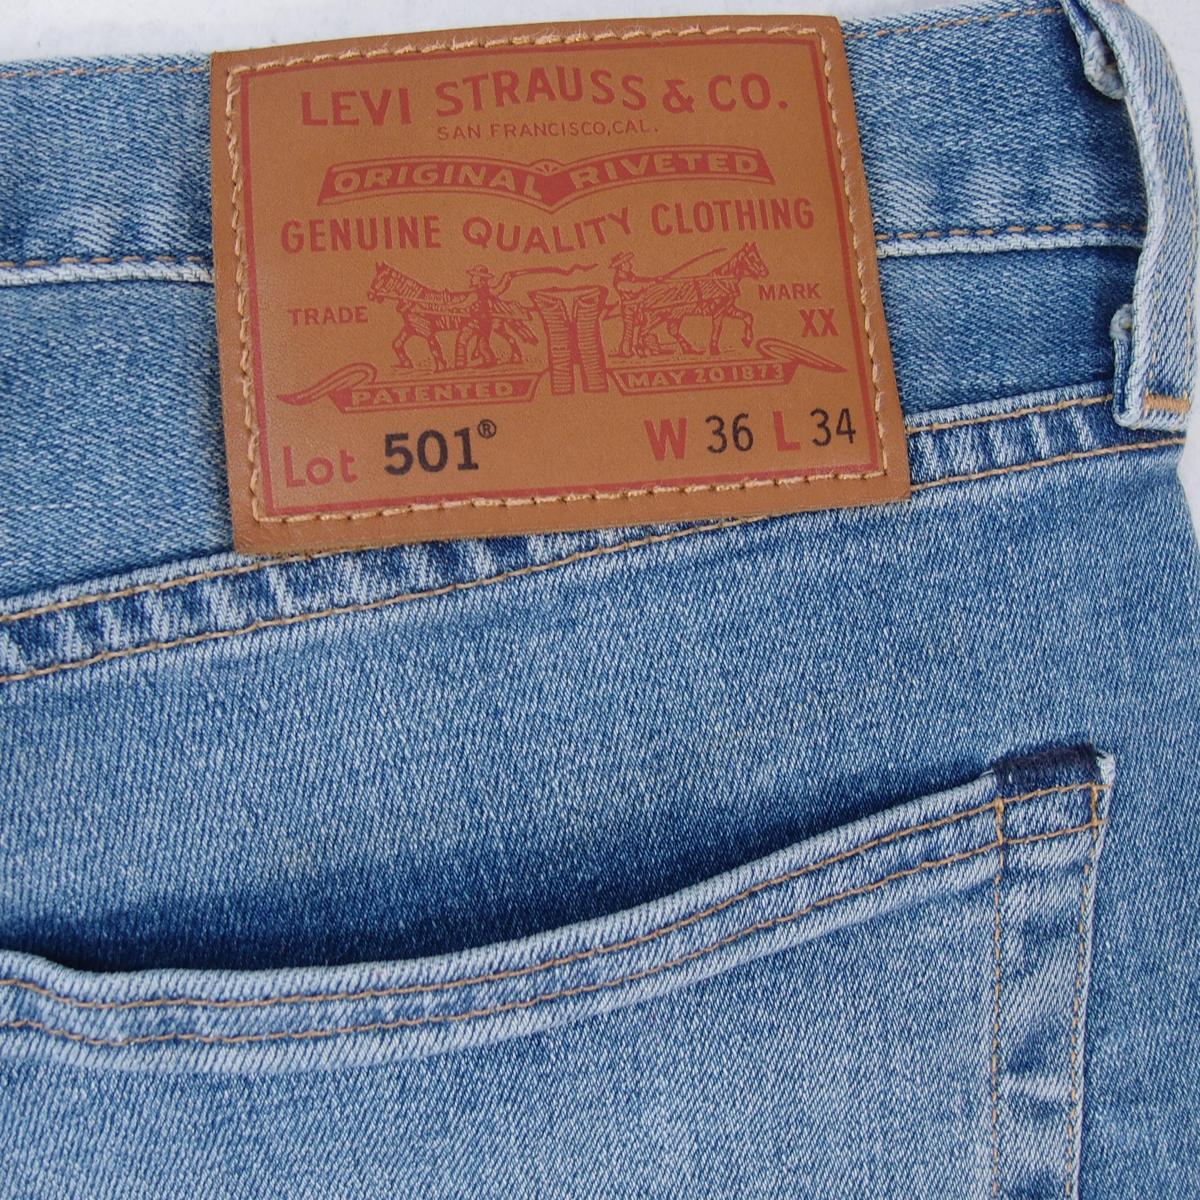 LEVI STRAUSS & CO.
SAN FRANCISCO, CAL.
ORIGINAL RIVETED
GENUINE QUALITY CLOTHING
TRADE MARK
XX
PATENTED MAY 20 1873
Lot 501® W 36 L 34